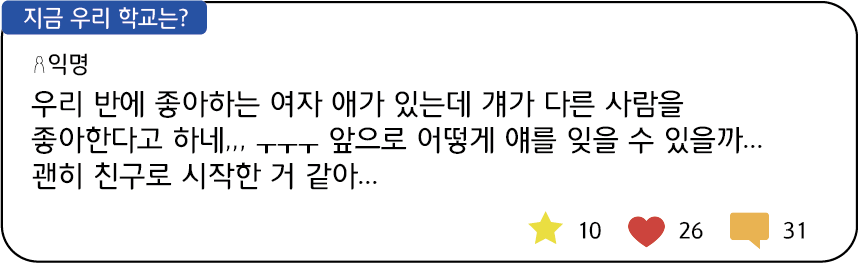 지금 우리 학교는?
익명
우리 반에 좋아하는 여자 애가 있는데 걔가 다른 사람을
좋아한다고 하네,,, ㅜㅜㅜ 앞으로 어떻게 얘를 잊을 수 있을까...
괜히 친구로 시작한 거 같아...
10 26 31